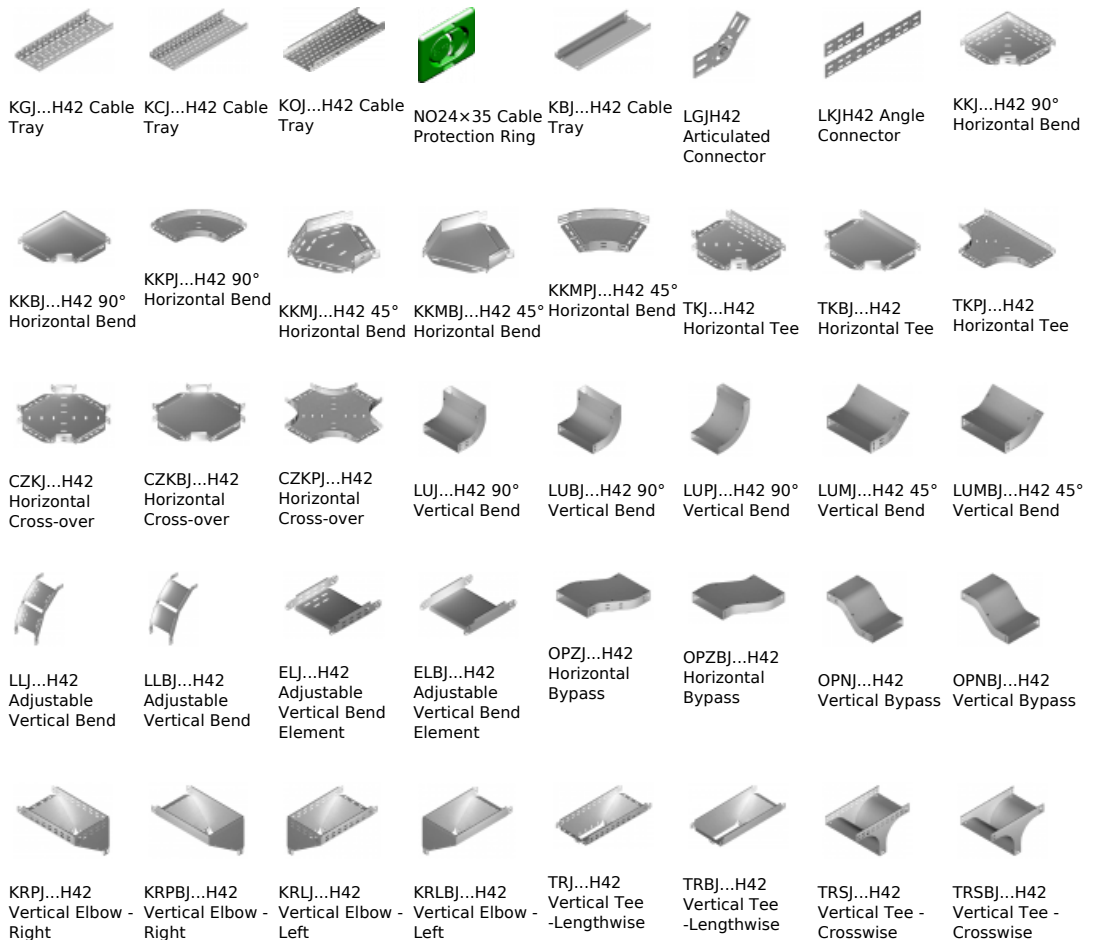 KGJ...H42 Cable
Tray
KCJ...H42 Cable
Tray
KOJ...H42 Cable
Tray
NO24×35 Cable
Protection Ring
KBJ...H42 Cable
Tray
LGJH42
Articulated
Connector
LKJH42 Angle
Connector
KKJ...H42 90°
Horizontal Bend
KKBJ...H42 90°
Horizontal Bend
KKPJ...H42 90°
Horizontal Bend
KKMJ...H42 45°
Horizontal Bend
KKMBJ...H42 45°
Horizontal Bend
KKMPJ...H42 45°
Horizontal Bend
TKJ...H42
Horizontal Tee
TKBJ...H42
Horizontal Tee
TKPJ...H42
Horizontal Tee
CZKJ...H42
Horizontal
Cross-over
CZKBJ...H42
Horizontal
Cross-over
CZKPJ...H42
Horizontal
Cross-over
LUJ...H42 90°
Vertical Bend
LUBJ...H42 90°
Vertical Bend
LUPJ...H42 90°
Vertical Bend
LUMJ...H42 45°
Vertical Bend
LUMBJ...H42 45°
Vertical Bend
LLJ...H42
Adjustable
Vertical Bend
LLBJ...H42
Adjustable
Vertical Bend
ELJ...H42
Adjustable
Vertical Bend
Element
ELBJ...H42
Adjustable
Vertical Bend
Element
OPZJ...H42
Horizontal
Bypass
OPZBJ...H42
Horizontal
Bypass
OPNJ...H42
Vertical Bypass
OPNBJ...H42
Vertical Bypass
KRPJ...H42
Vertical Elbow -
Right
KRPBJ...H42
Vertical Elbow -
Right
KRLJ...H42
Vertical Elbow -
Left
KRLBJ...H42
Vertical Elbow -
Left
TRJ...H42
Vertical Tee
-Lengthwise
TRBJ...H42
Vertical Tee
-Lengthwise
TRSJ...H42
Vertical Tee -
Crosswise
TRSBJ...H42
Vertical Tee -
Crosswise